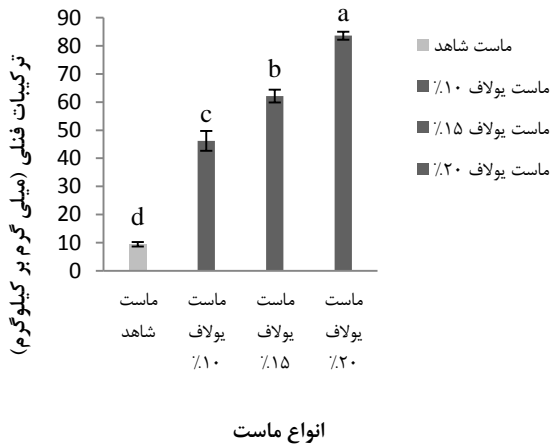 ترکیبات فنلی (میلی گرم بر کیلوگرم)
90
80
70
60
50
40
30
20
10
0
d
c
b
a
ماست
شاهد
ماست
یولاف
٪۱۰
ماست
یولاف
٪۱۵
ماست
یولاف
٪۲۰
انواع ماست
ماست شاهد
ماست یولاف ۱۰٪
ماست یولاف ۱۵٪
ماست یولاف ۲۰٪